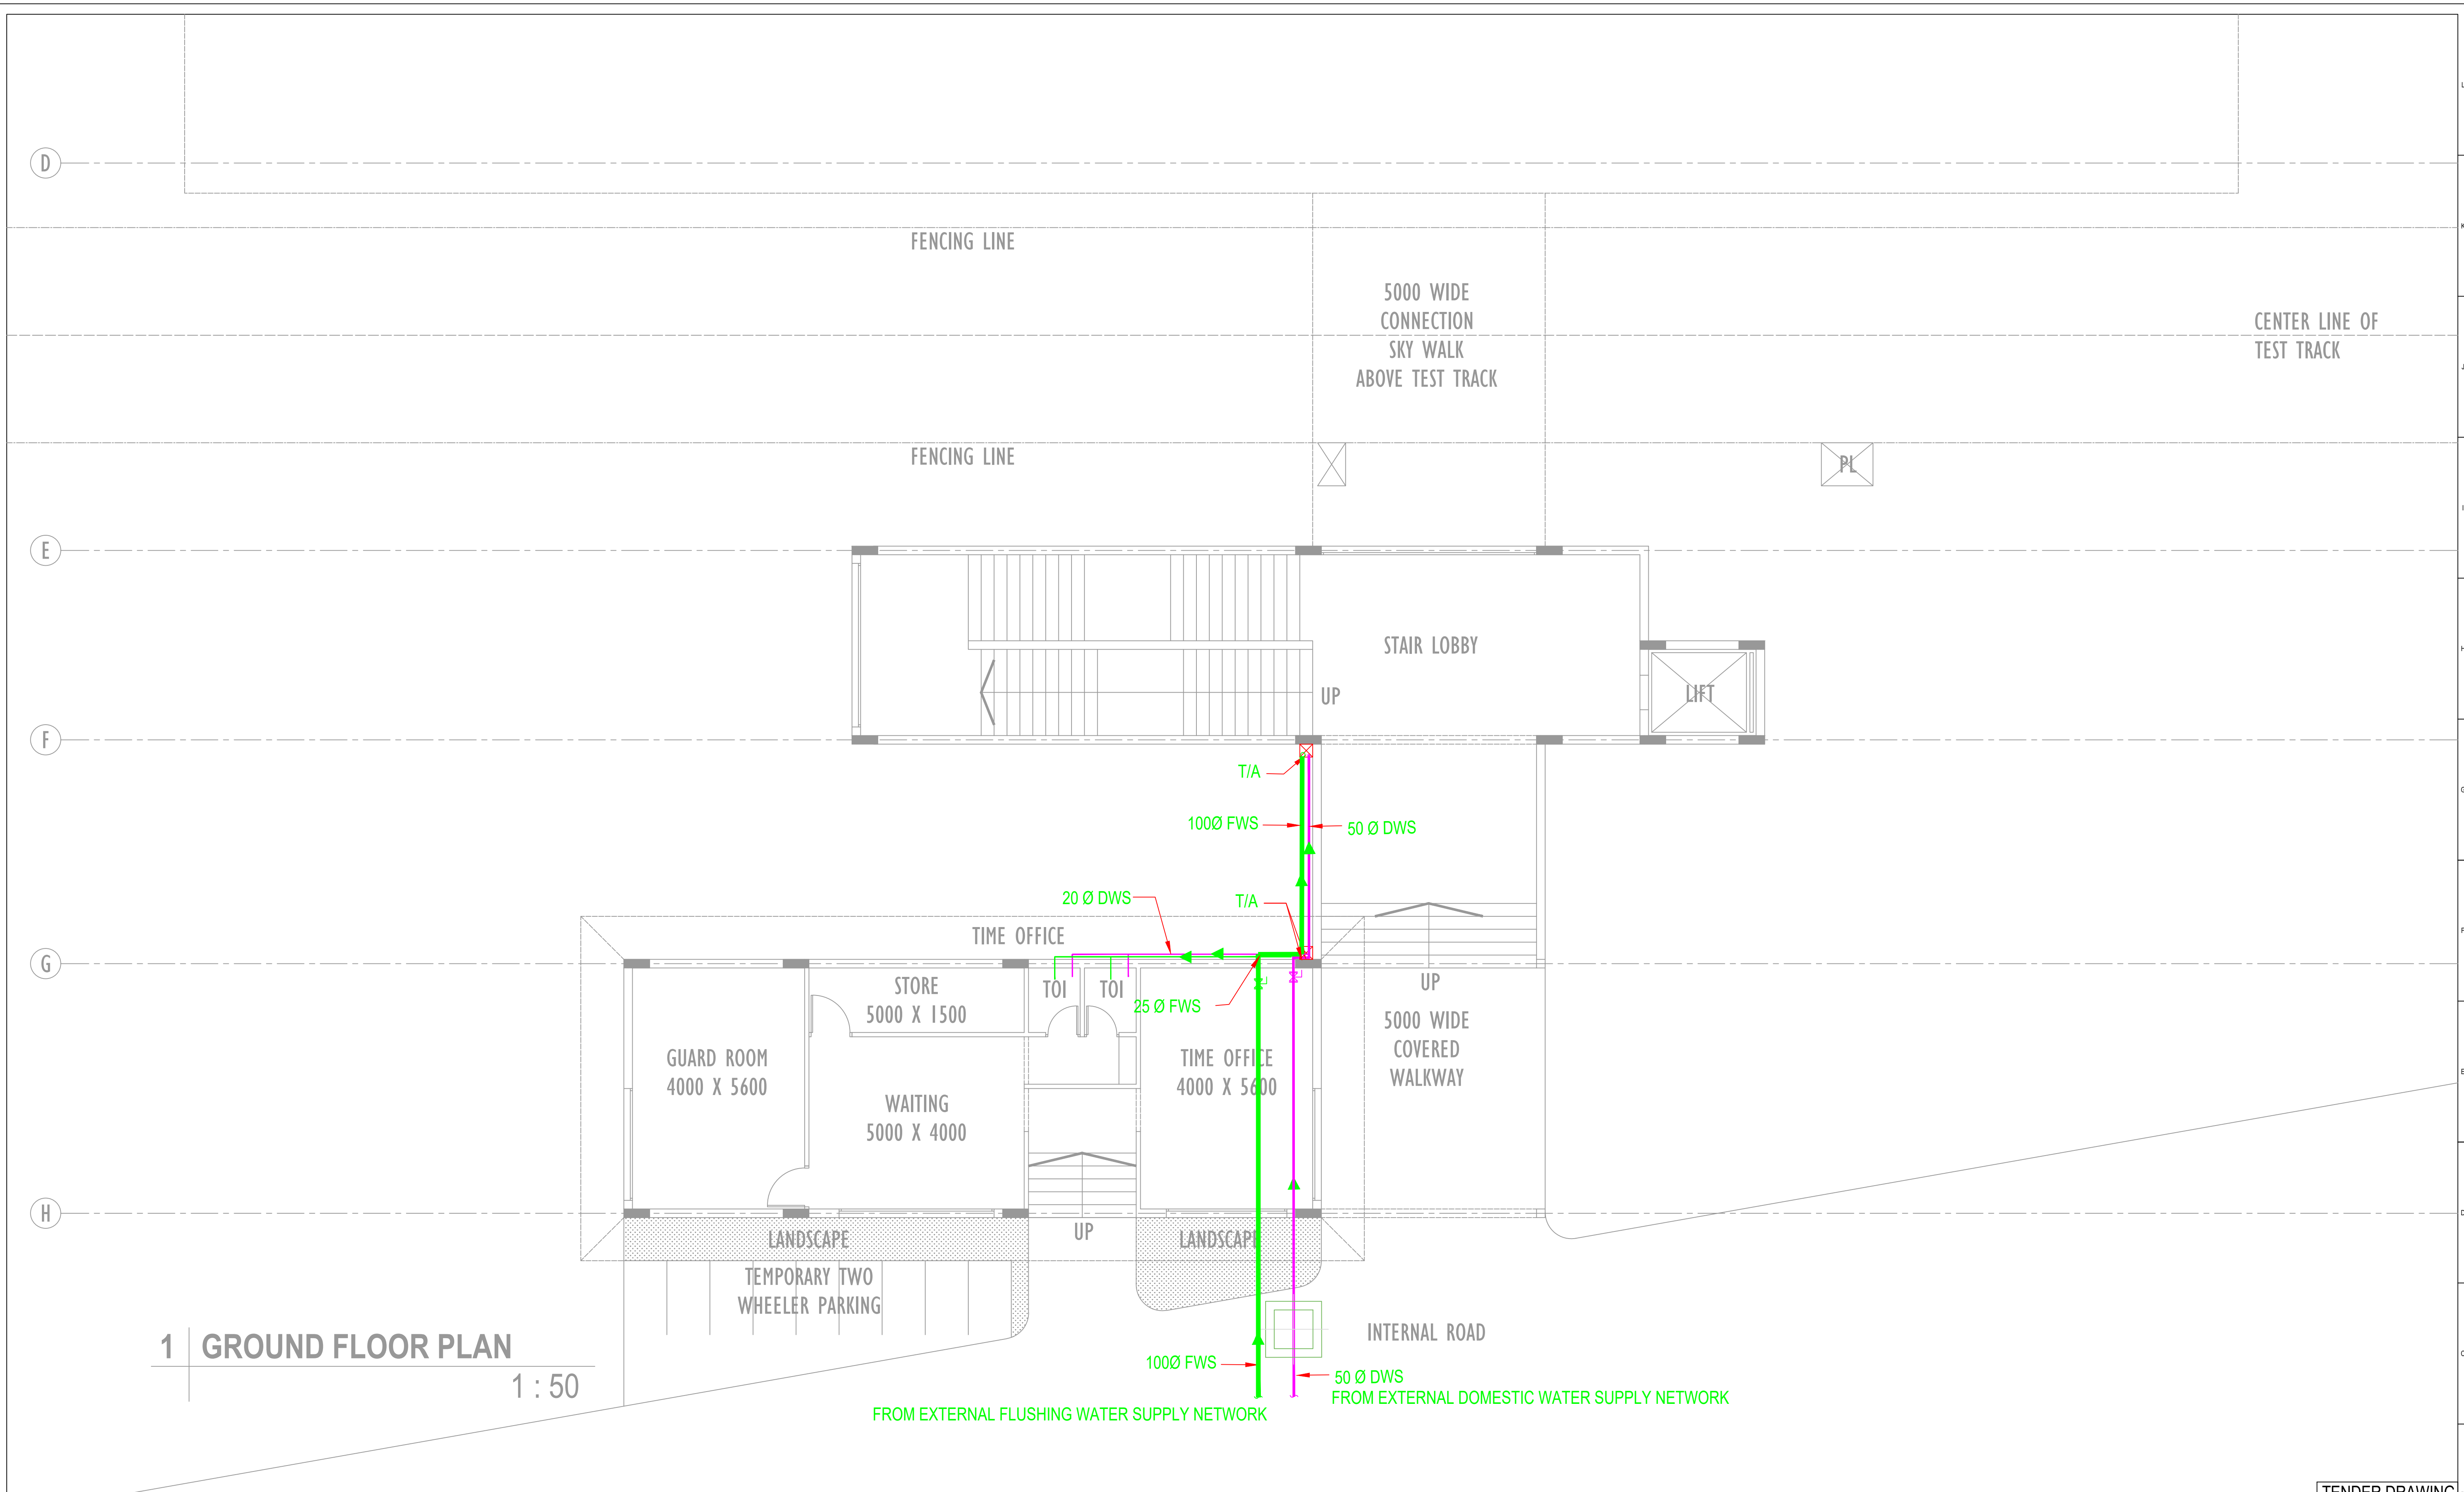 L
D
K
FENCING LINE
5000 WIDE
CONNECTION
SKY WALK
ABOVE TEST TRACK
CENTER LINE OF
TEST TRACK
J
FENCING LINE
PL
I
E
STAIR LOBBY
H
UP
LIFT
F
T/A
G
100Ø FWS
50 Ø DWS
20 Ø DWS
T/A
TIME OFFICE
F
G
STORE
5000 X 1500
TOI
TOI
25 Ø FWS
UP
5000 WIDE
COVERED
WALKWAY
GUARD ROOM
4000 X 5600
TIME OFFICE
4000 X 5600
E
WAITING
5000 X 4000
H
D
LANDSCAPE
UP
LANDSCAPE
TEMPORARY TWO
WHEELER PARKING
INTERNAL ROAD
1 GROUND FLOOR PLAN
1 : 50
C
100Ø FWS
50 Ø DWS
FROM EXTERNAL DOMESTIC WATER SUPPLY NETWORK
FROM EXTERNAL FLUSHING WATER SUPPLY NETWORK
TENDER DRAWING